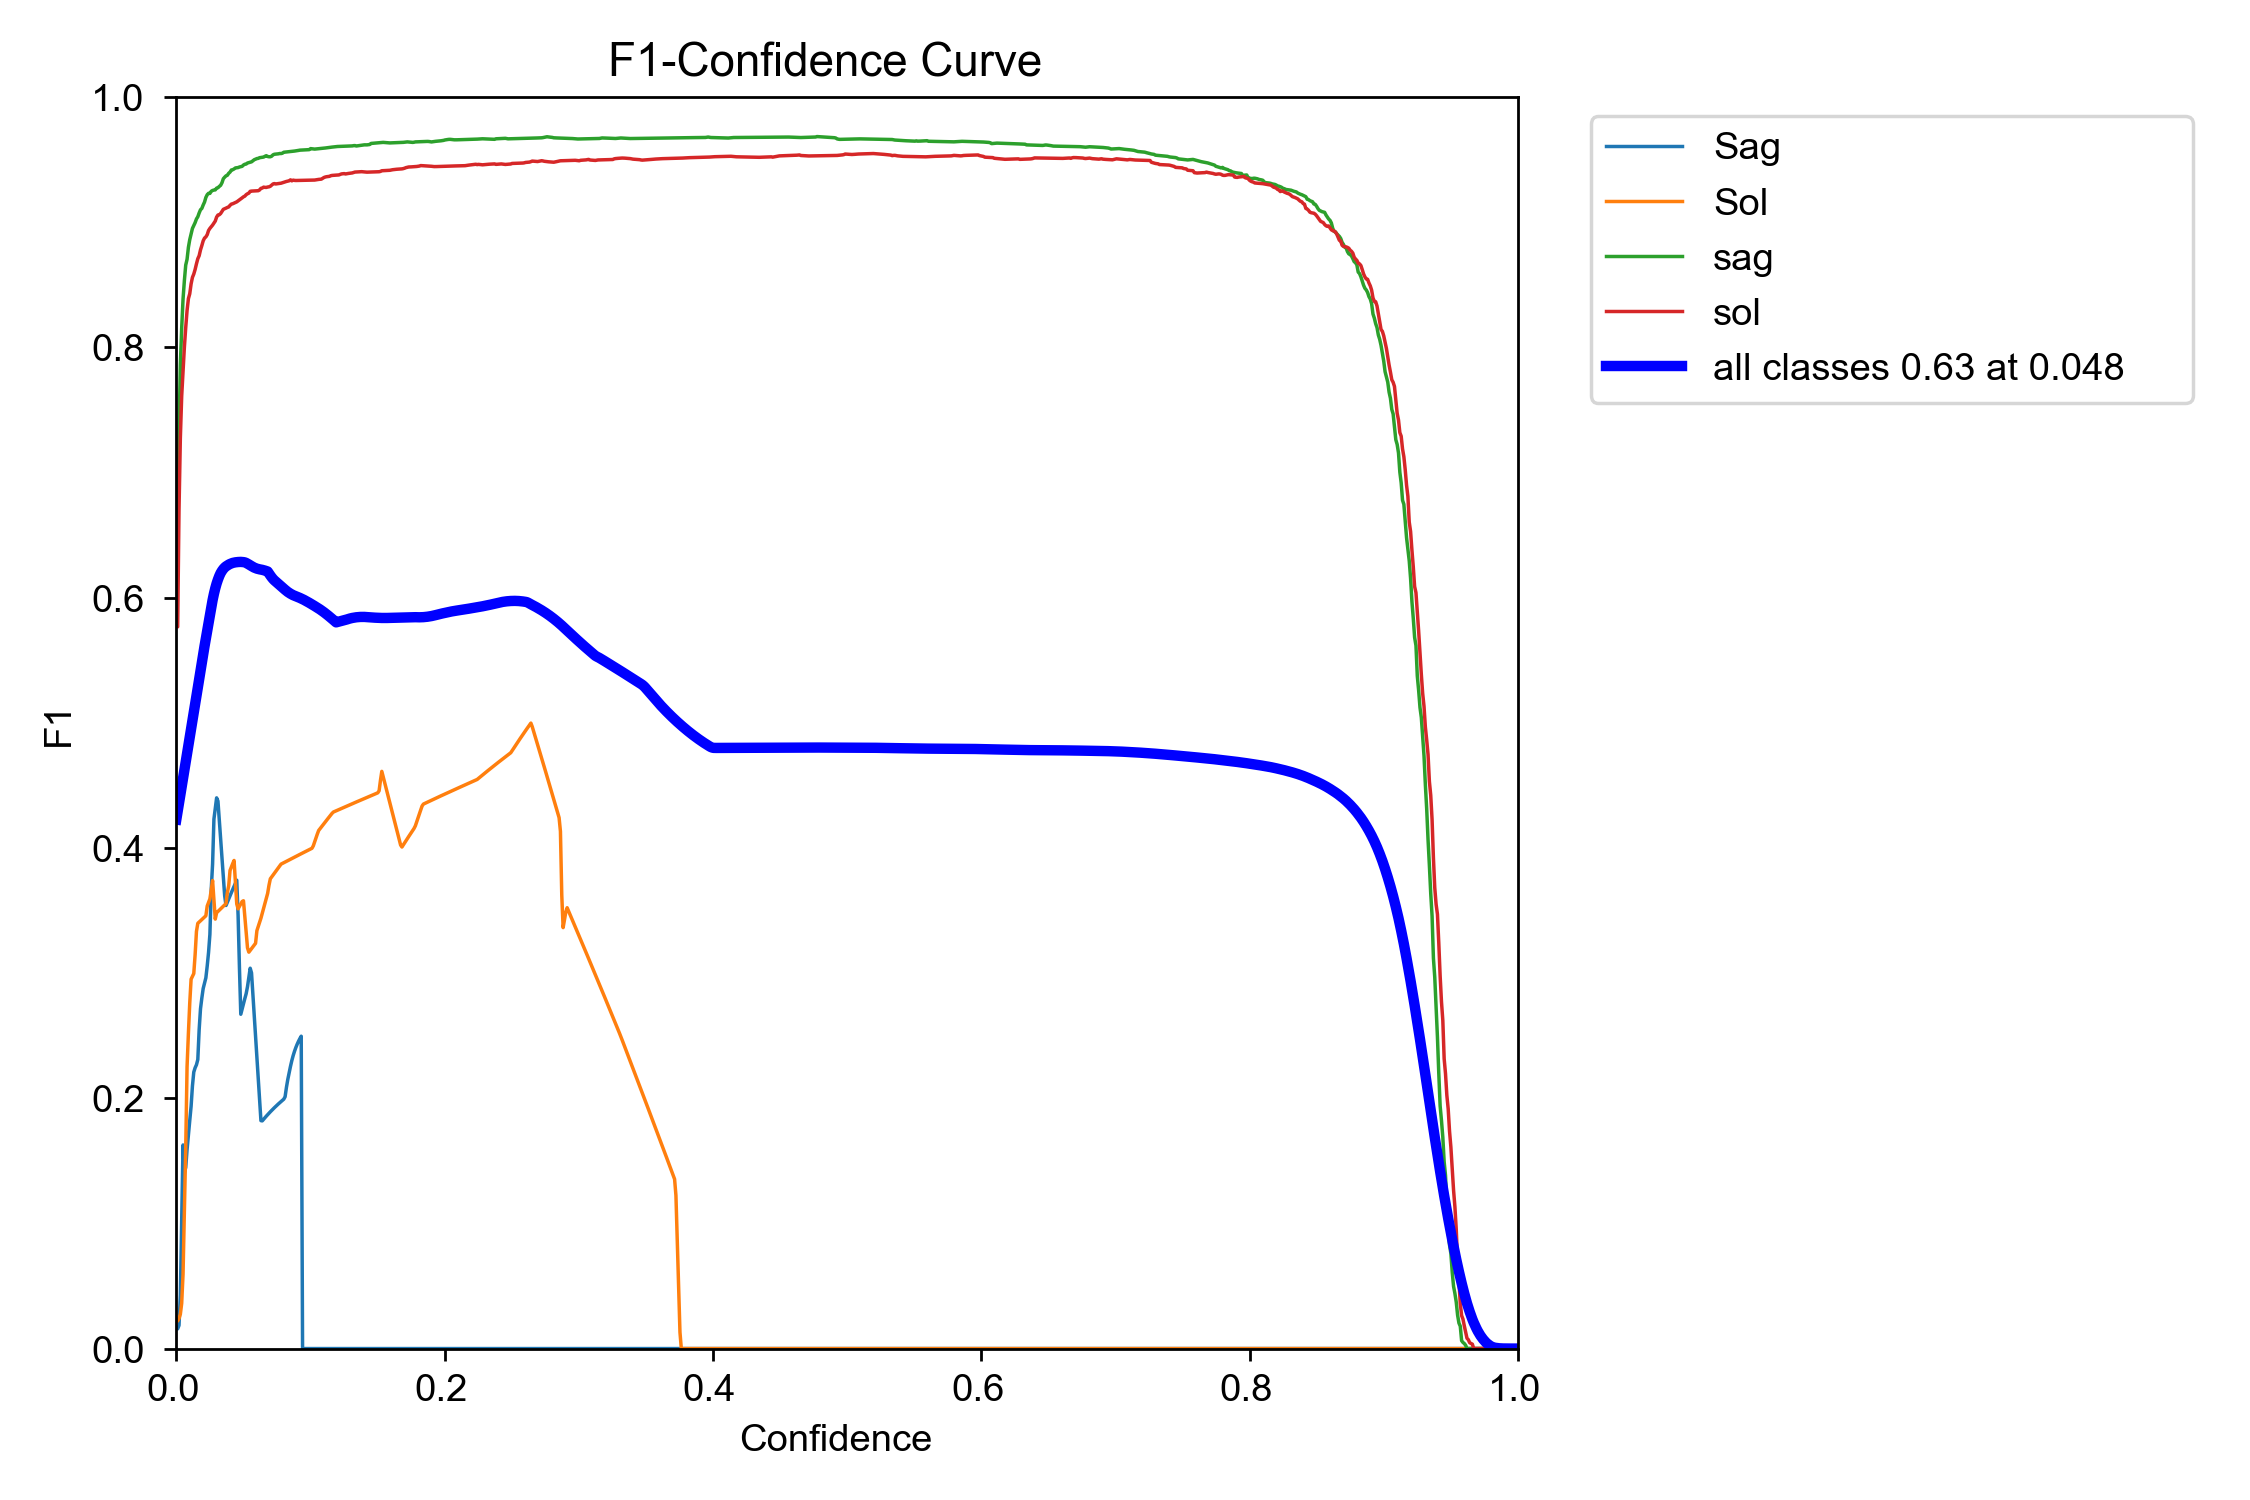 F1-Confidence Curve
1.0
0.8
0.6
0.4
0.2
0.0
F1
0.0 0.2 0.4 0.6 0.8 1.0
Confidence
Sag
Sol
sag
sol
all classes 0.63 at 0.048